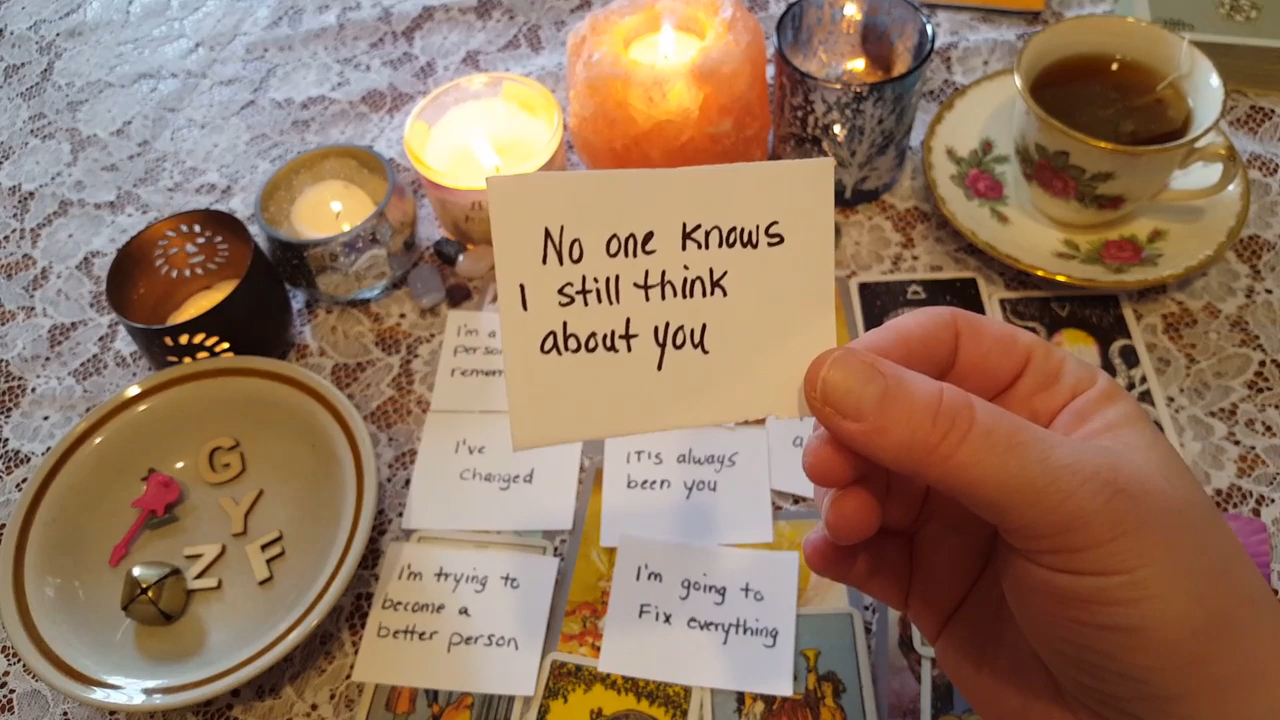 No one knows
I still think
about you
I'm a
remem
I've
changed
IT'S always
been you
a
I'm trying to
become a
better person
I'm going to
Fix everything
G
Y
Z F